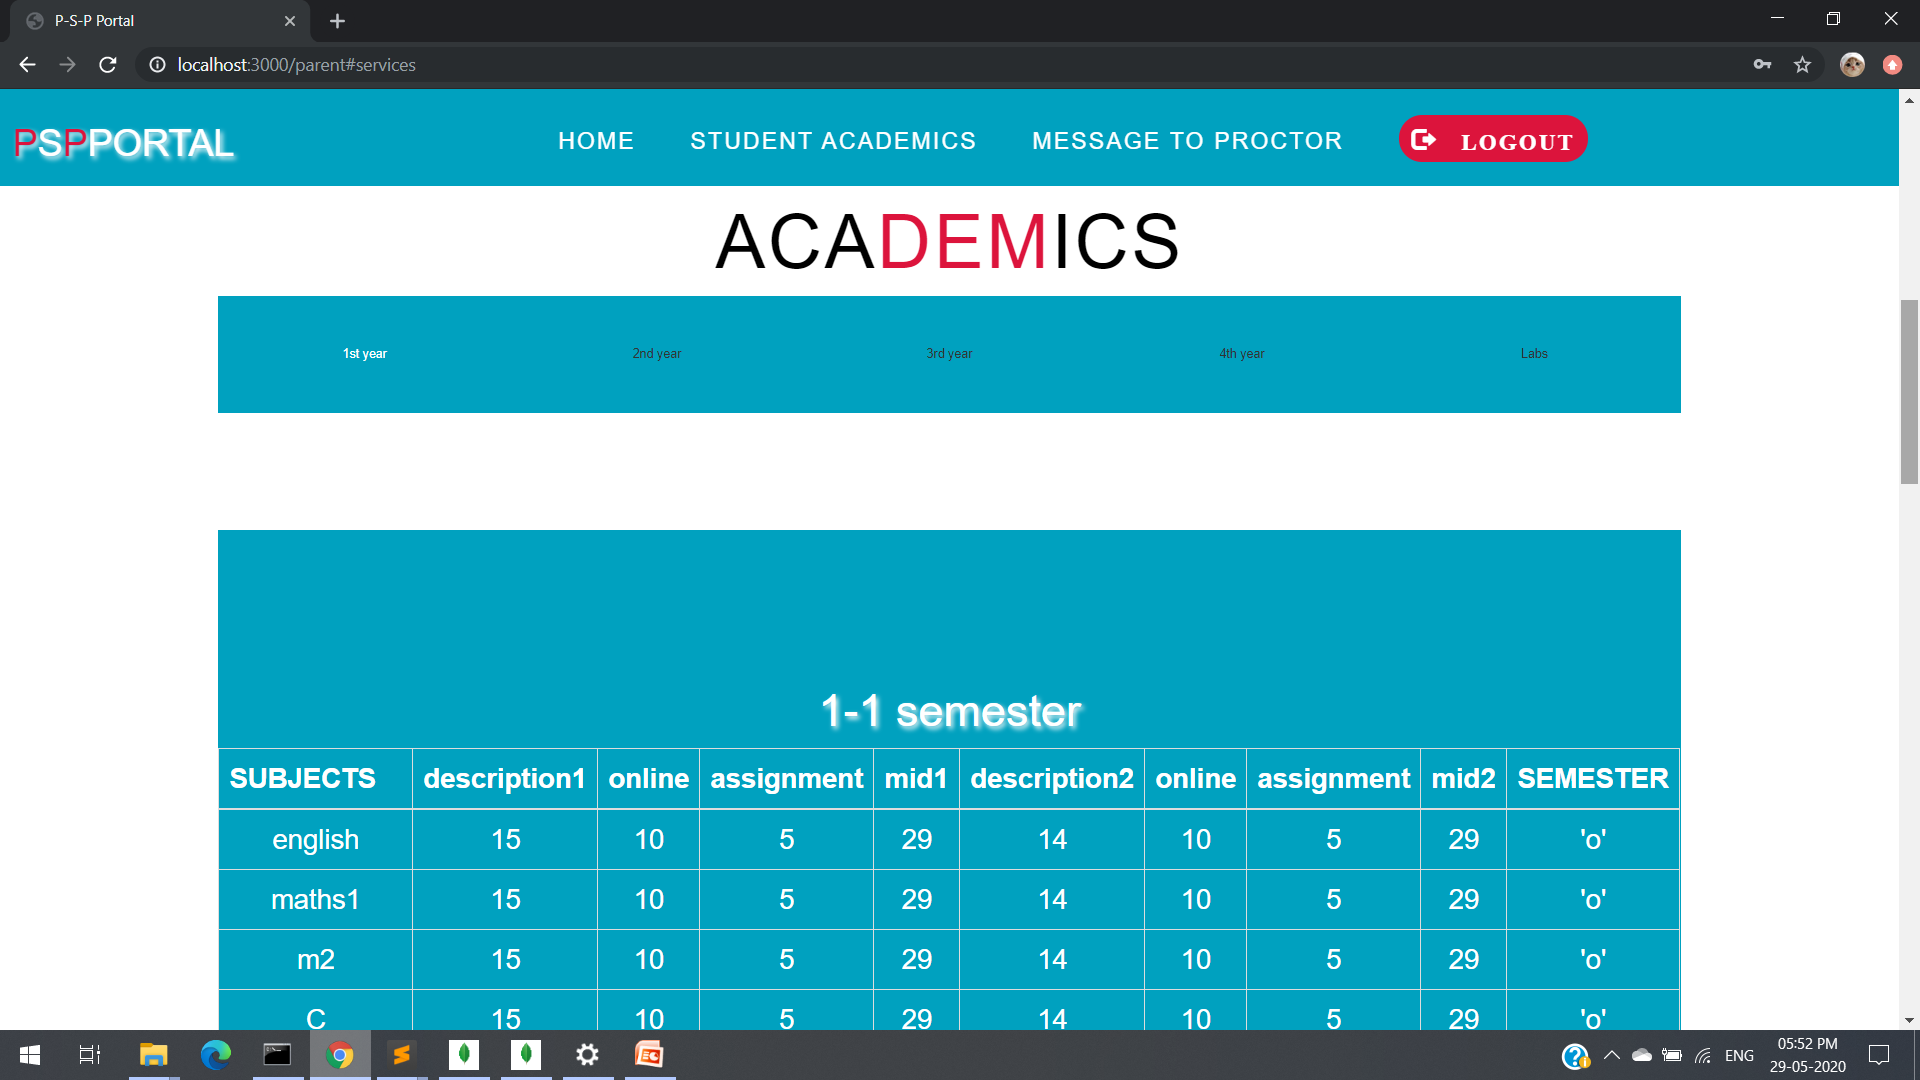 P-S-P Portal
localhost:3000/parent#services
PSPPORTAL
HOME STUDENT ACADEMICS MESSAGE TO PROCTOR LOGOUT
ACADEMICS
1st year 2nd year 3rd year 4th year Labs
1-1 semester
SUBJECTS description1 online assignment mid1 description2 online assignment mid2 SEMESTER
english 15 10 5 29 14 10 5 29 'o'
maths1 15 10 5 29 14 10 5 29 'o'
m2 15 10 5 29 14 10 5 29 'o'
C 15 10 5 29 14 10 5 29 'o'
ENG
05:52 PM
29-05-2020